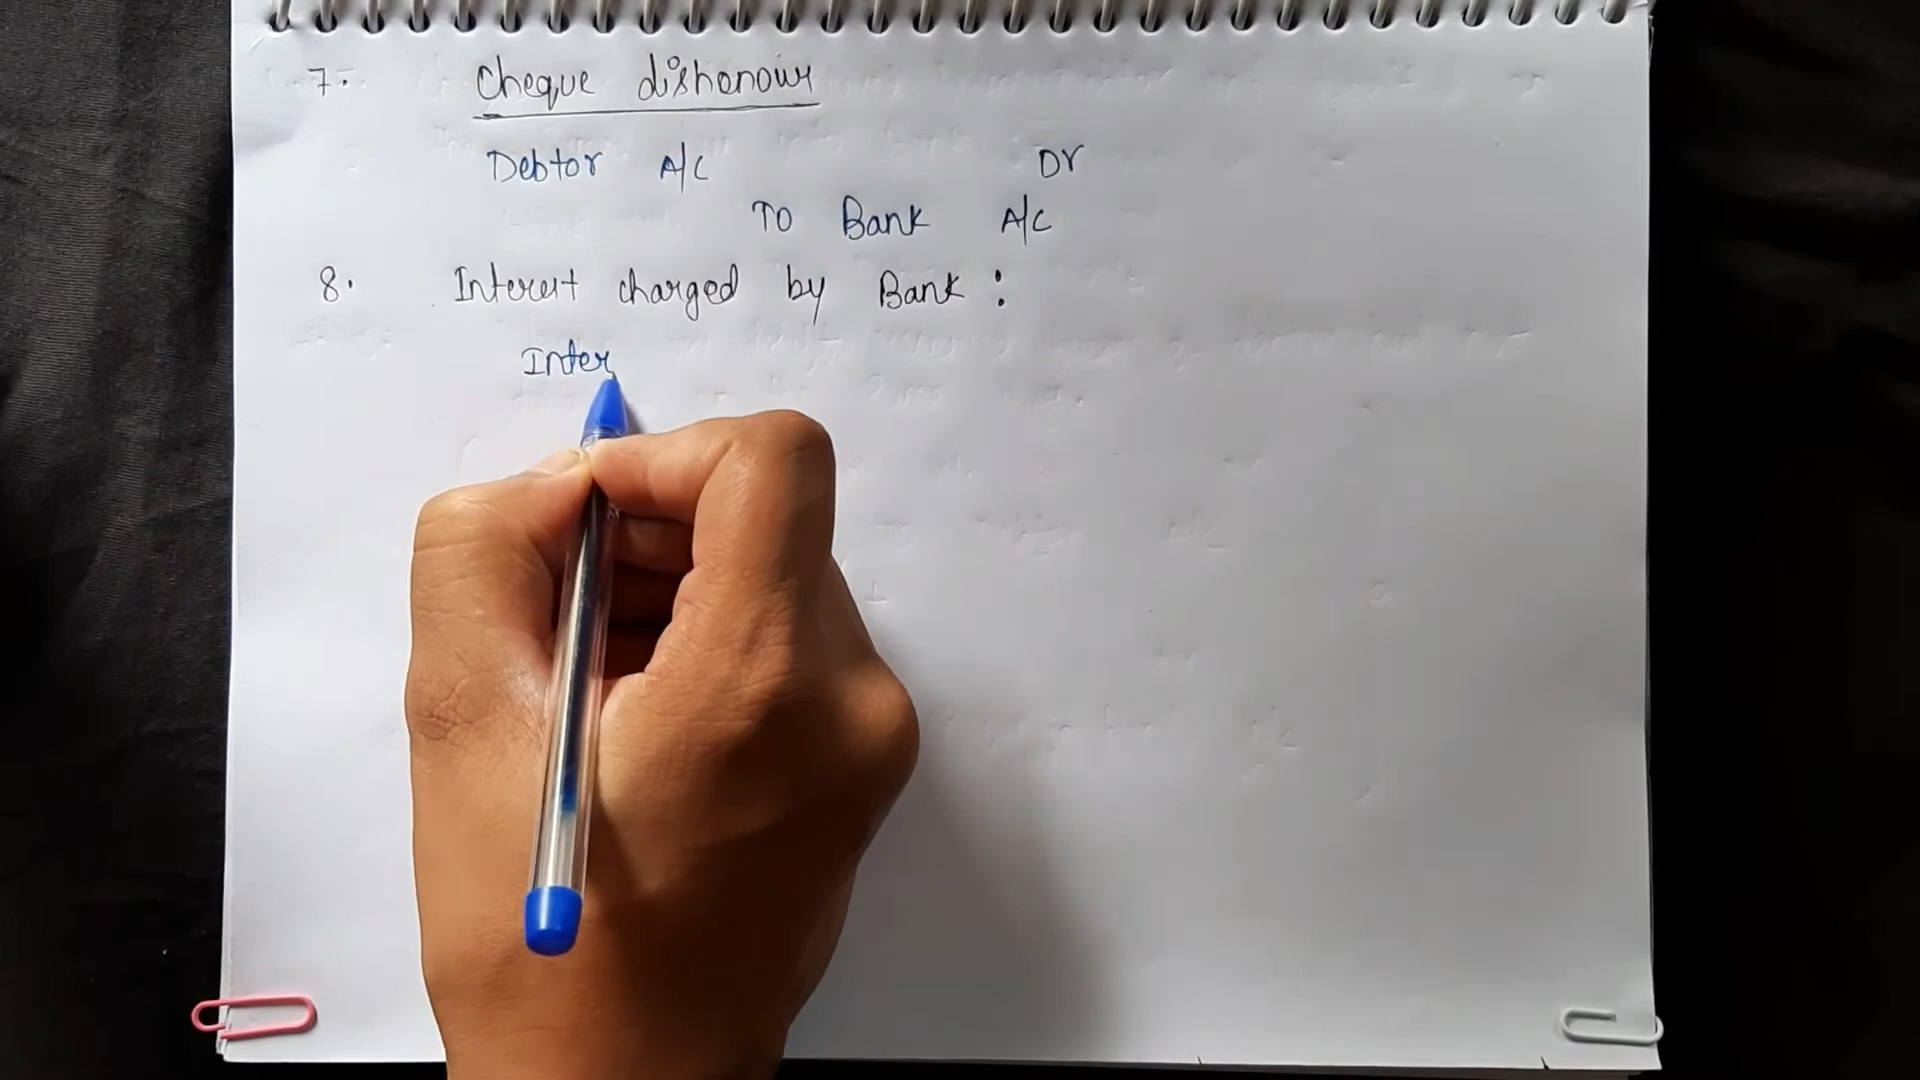 7. Cheque dishonour
Debtor A/C Dr
To Bank A/C
8. Interest charged by Bank :
Inter